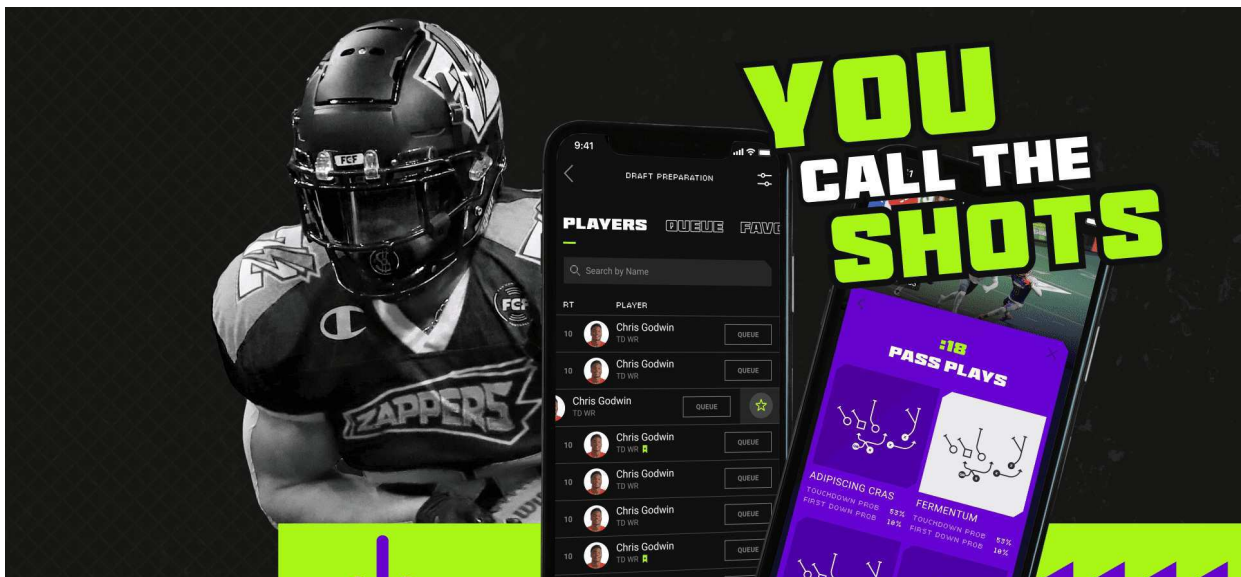 FCF
FCF
ZAPPERS
9:41
DRAFT PREPARATION
PLAYERS QUEUE FAVO
Search by Name
RT PLAYER
10 Chris Godwin QUEUE
TD WR
10 Chris Godwin QUEUE
TD WR
Chris Godwin QUEUE
TD WR
10 Chris Godwin QUEUE
TD WR
10 Chris Godwin QUEUE
TD WR
10 Chris Godwin QUEUE
TD WR
10 Chris Godwin QUEUE
TD WR
YOU
CALL THE
SHOTS
:18
PASS PLAYS
ADIPISCING CRAS
TOUCHDOWN PROB 53%
FIRST DOWN PROB 10%
FERMENTUM
TOUCHDOWN PROB 53%
FIRST DOWN PROB 10%